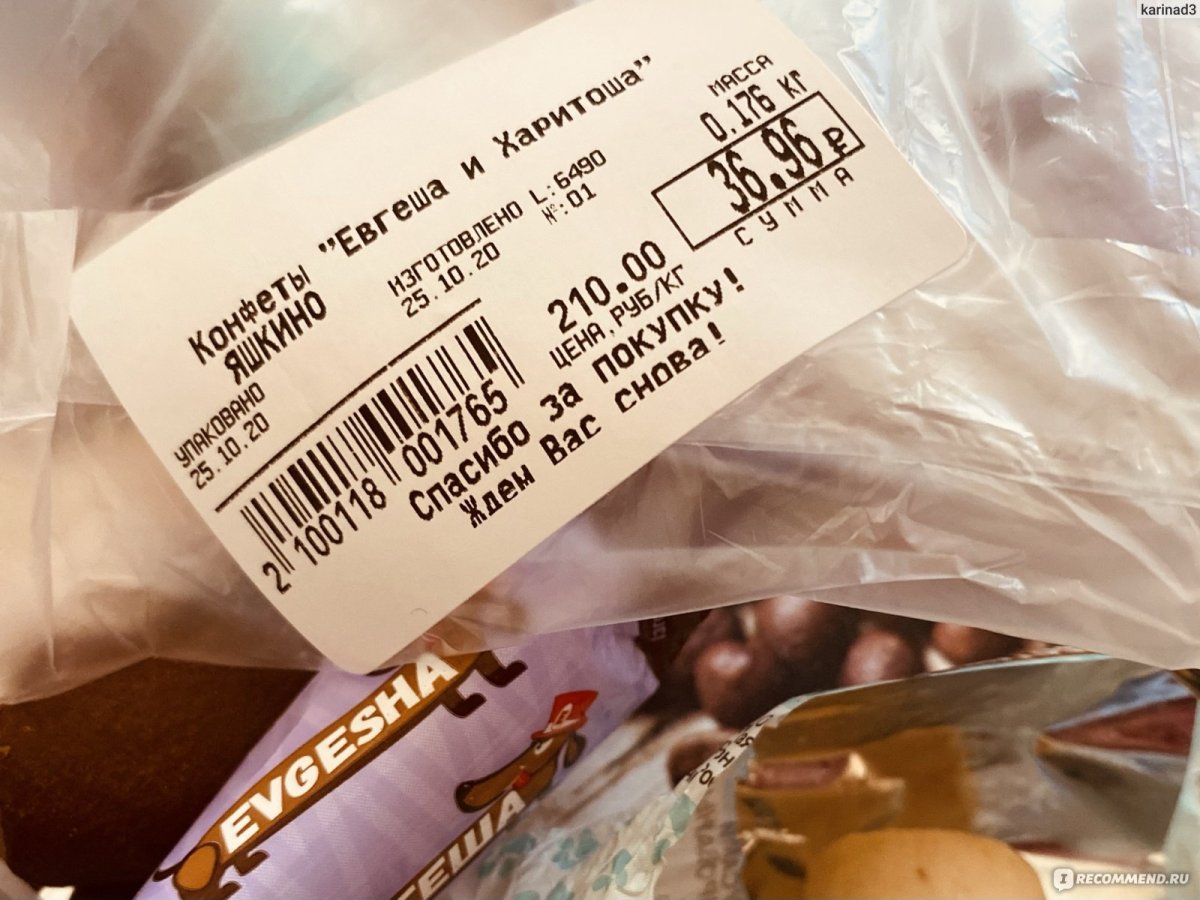 karinad3
Конфеты "Евгеша и Харитоша"
ЯШКИНО
УПАКОВАНО
25.10.20
ИЗГОТОВЛЕНО L:6490
25.10.20 №:01
МАССА
0.176 КГ
36.96 ₽
СУММА
210.00
ЦЕНА,РУБ/КГ
2 100118 001765
Спасибо за ПОКУПКУ!
Ждем Вас снова!
EVGESHA
IRECOMMEND.RU